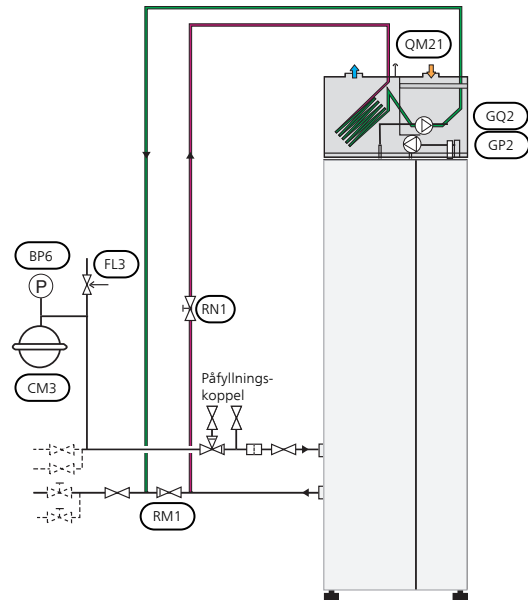 QM21
GQ2
GP2
BP6
FL3
P
RN1
CM3
Påfyllnings-
koppel
RM1